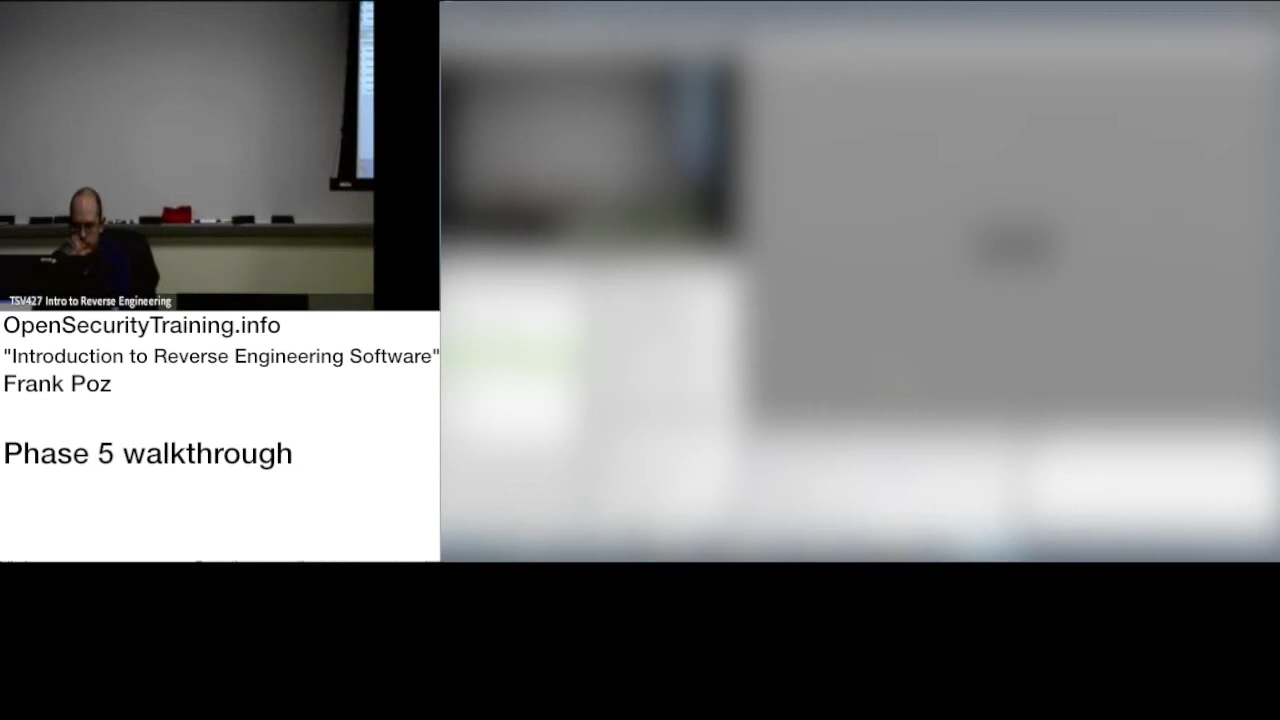 TSV427 Intro to Reverse Engineering
OpenSecurityTraining.info
"Introduction to Reverse Engineering Software"
Frank Poz
Phase 5 walkthrough